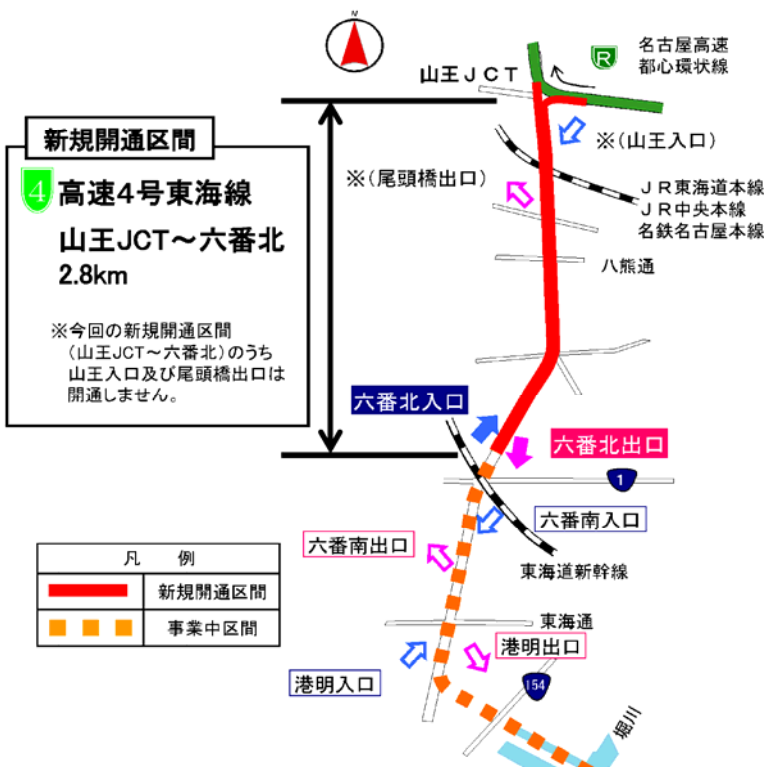 N
名古屋高速
都心環状線
R
山王JCT
新規開通区間
4
高速4号東海線
山王JCT～六番北
2.8km
※今回の新規開通区間
(山王JCT～六番北)のうち
山王入口及び尾頭橋出口は
開通しません。
※(山王入口)
※(尾頭橋出口)
JR東海道本線
JR中央本線
名鉄名古屋本線
八熊通
六番北入口
六番北出口
1
六番南入口
六番南出口
東海道新幹線
凡 例
新規開通区間
事業中区間
東海通
港明出口
港明入口
154
堀川